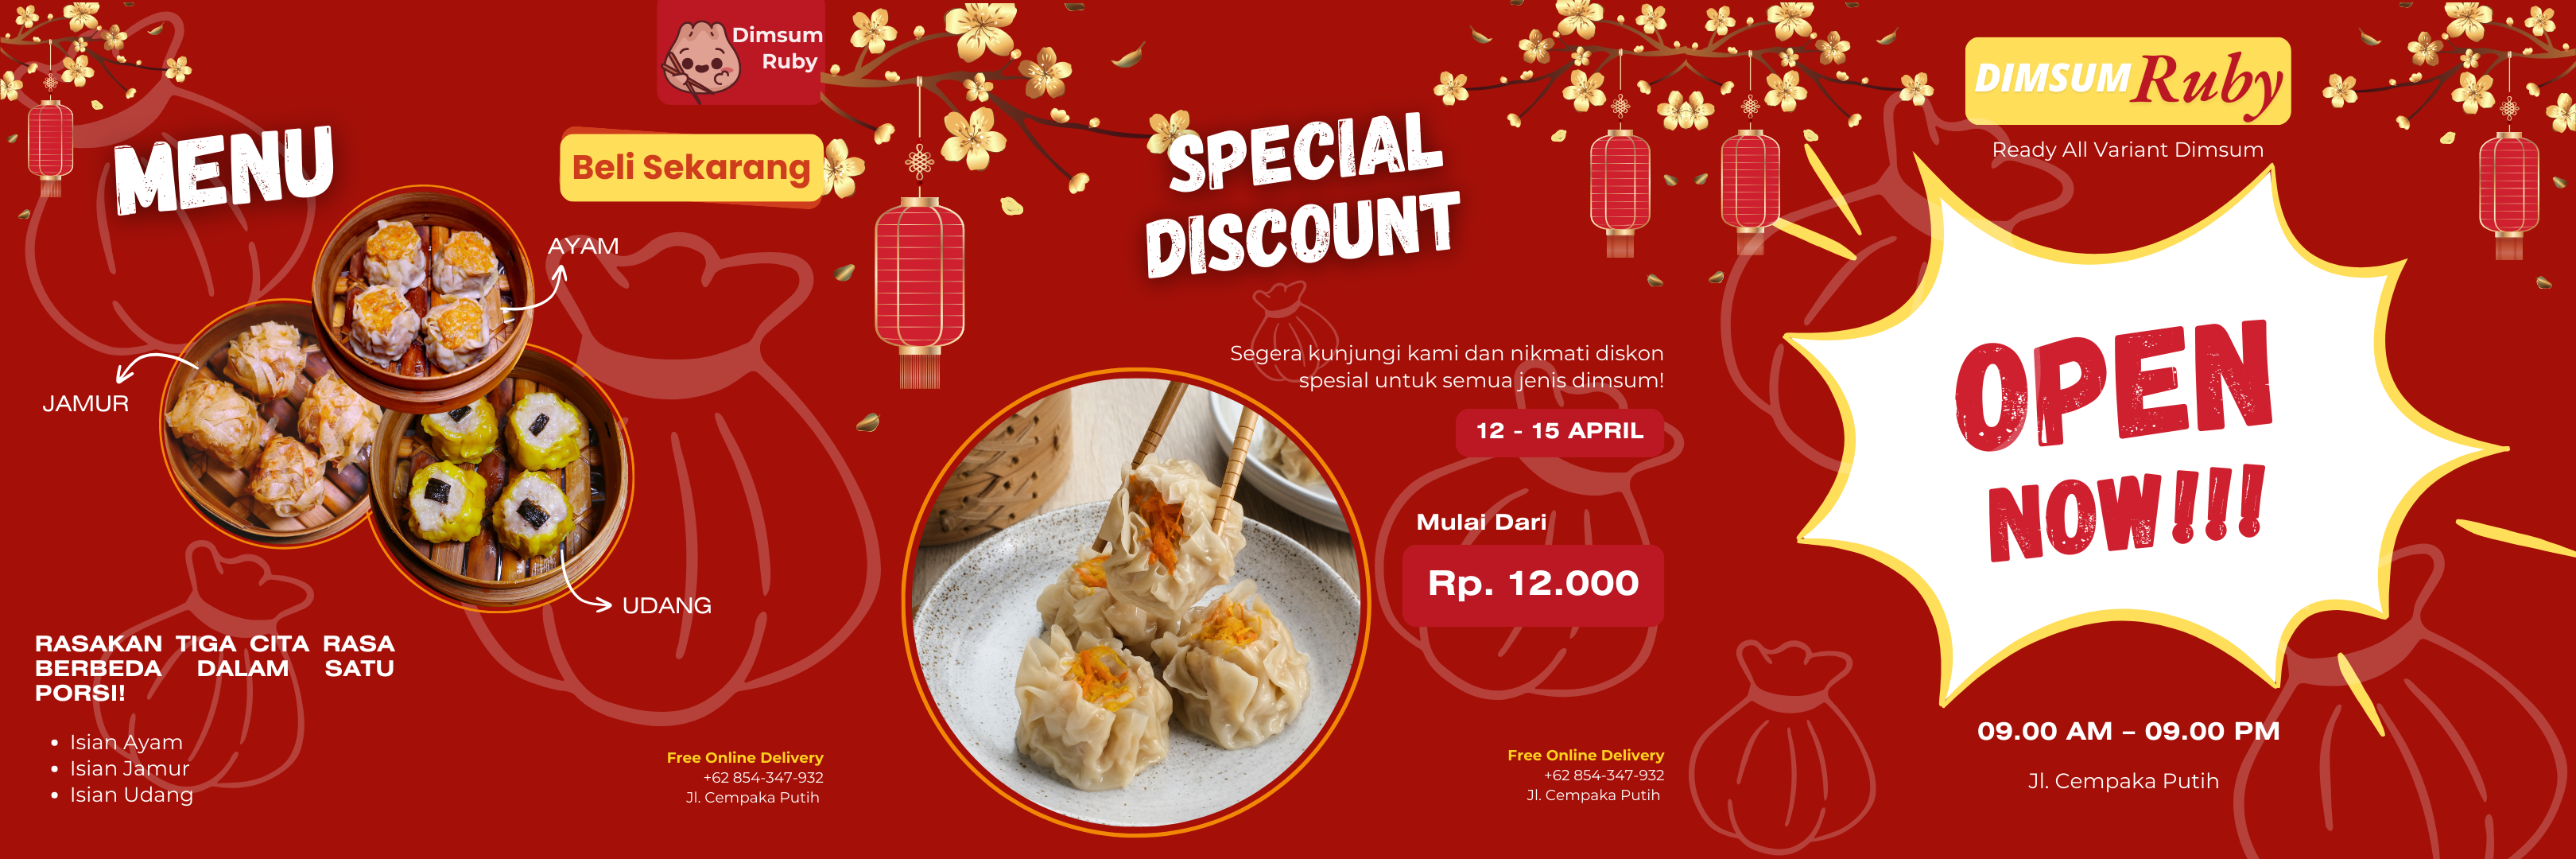 Dimsum
Ruby
MENU
Beli Sekarang
AYAM
JAMUR
UDANG
RASAKAN TIGA CITA RASA
BERBEDA DALAM SATU
PORSI!
• Isian Ayam
• Isian Jamur
• Isian Udang
Free Online Delivery
+62 854-347-932
Jl. Cempaka Putih
SPECIAL
DISCOUNT
Segera kunjungi kami dan nikmati diskon
spesial untuk semua jenis dimsum!
12 - 15 APRIL
Mulai Dari
Rp. 12.000
Free Online Delivery
+62 854-347-932
Jl. Cempaka Putih
DIMSUM Ruby
Ready All Variant Dimsum
OPEN
NOW!!!
09.00 AM – 09.00 PM
Jl. Cempaka Putih